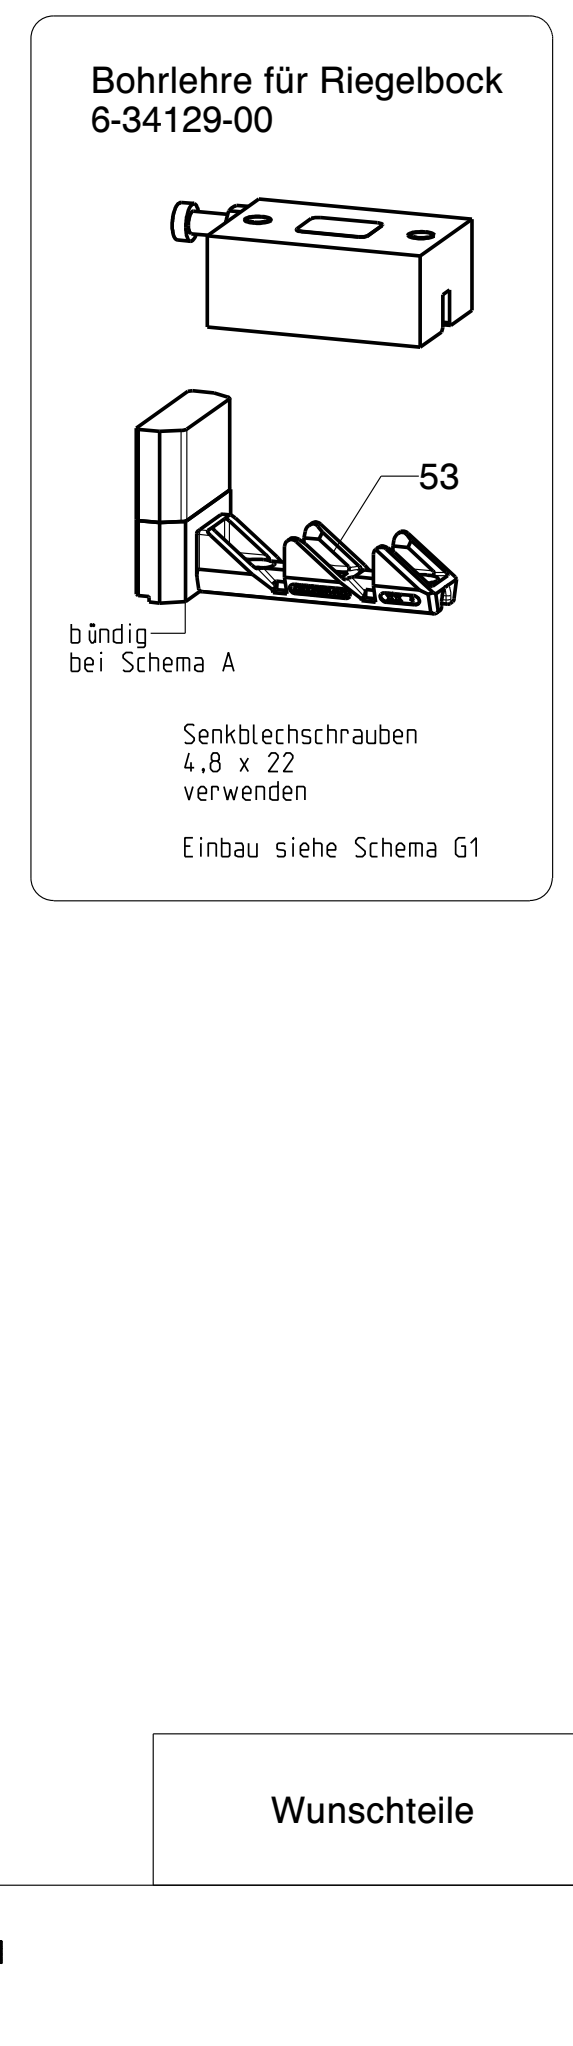 Bohrlehre für Riegelbock
6-34129-00
53
bündig
bei Schema A
Senkblechschrauben
4,8 x 22
verwenden
Einbau siehe Schema G1
Wunschteile